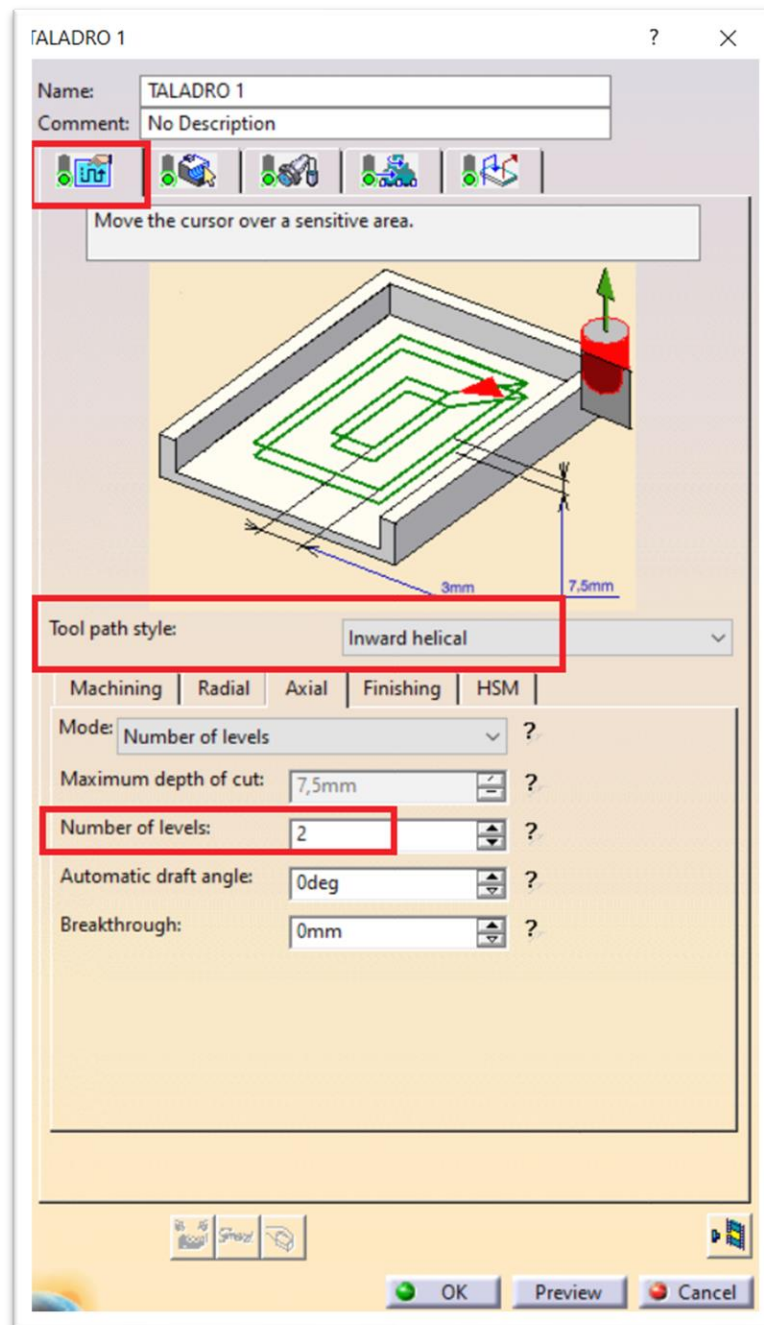 TALADRO 1 ?
Name: TALADRO 1
Comment: No Description
Move the cursor over a sensitive area.
3mm 7,5mm
Tool path style: Inward helical
Machining Radial Axial Finishing HSM
Mode: Number of levels ?
Maximum depth of cut: 7,5mm ?
Number of levels: 2 ?
Automatic draft angle: 0deg ?
Breakthrough: 0mm ?
OK Preview Cancel